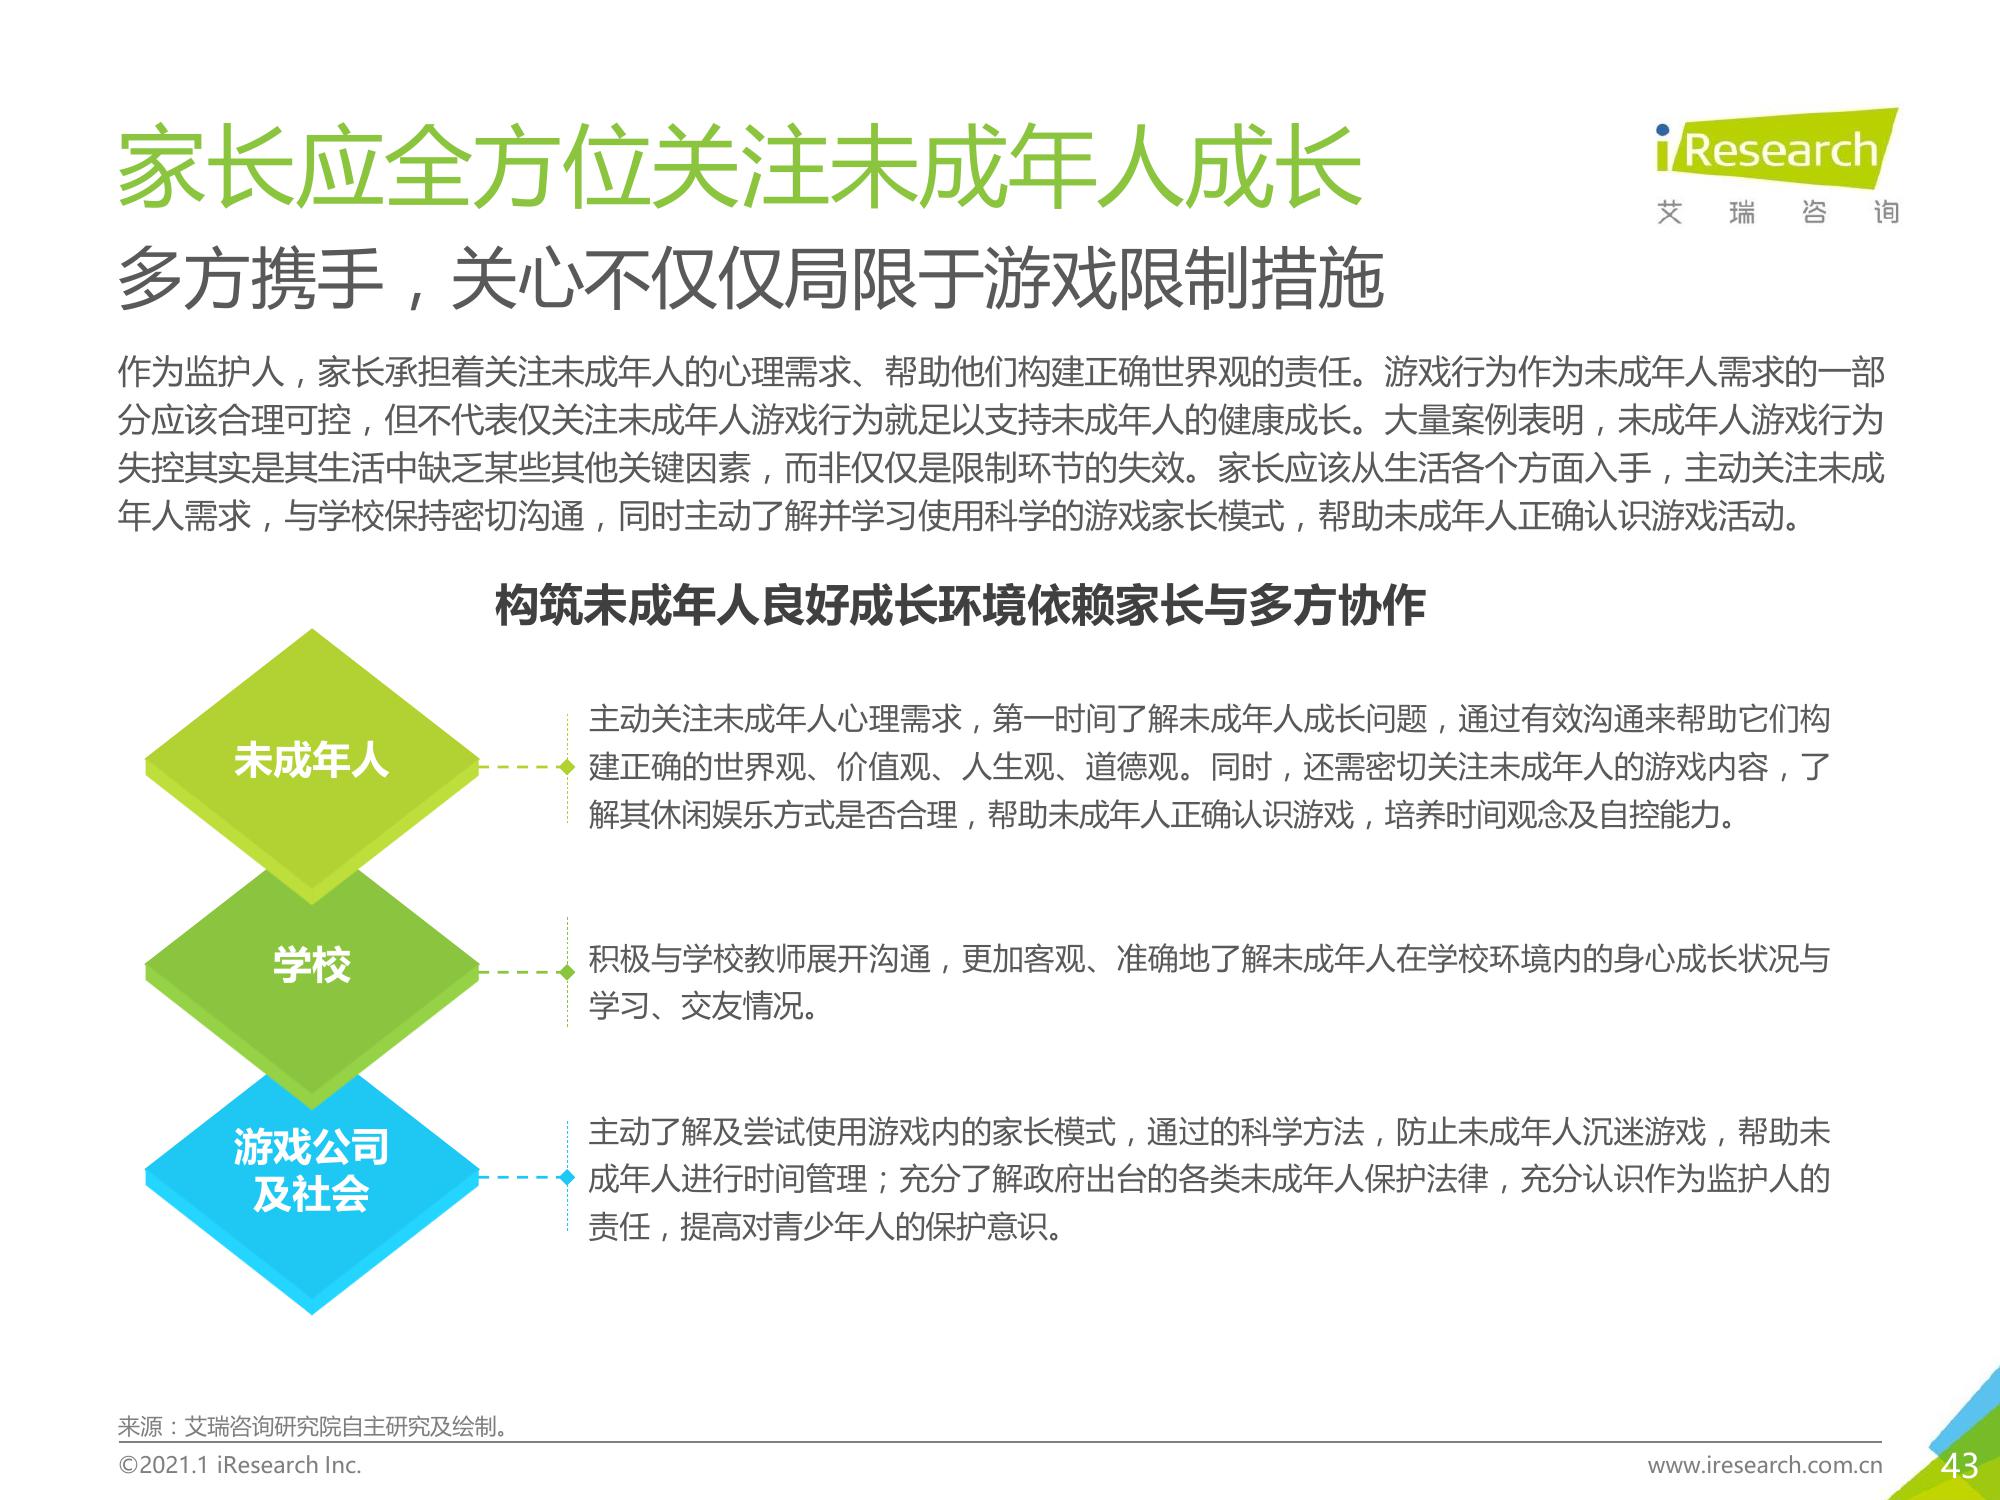 家长应全方位关注未成年人成长
iResearch
艾瑞咨询
多方携手，关心不仅仅局限于游戏限制措施
作为监护人，家长承担着关注未成年人的心理需求、帮助他们构建正确世界观的责任。游戏行为作为未成年人需求的一部
分应该合理可控，但不代表仅关注未成年人游戏行为就足以支持未成年人的健康成长。大量案例表明，未成年人游戏行为
失控其实是其生活中缺乏某些其他关键因素，而非仅仅是限制环节的失效。家长应该从生活各个方面入手，主动关注未成
年人需求，与学校保持密切沟通，同时主动了解并学习使用科学的游戏家长模式，帮助未成年人正确认识游戏活动。
构筑未成年人良好成长环境依赖家长与多方协作
未成年人
主动关注未成年人心理需求，第一时间了解未成年人成长问题，通过有效沟通来帮助它们构
建正确的世界观、价值观、人生观、道德观。同时，还需密切关注未成年人的游戏内容，了
解其休闲娱乐方式是否合理，帮助未成年人正确认识游戏，培养时间观念及自控能力。
学校
积极与学校教师展开沟通，更加客观、准确地了解未成年人在学校环境内的身心成长状况与
学习、交友情况。
游戏公司
及社会
主动了解及尝试使用游戏内的家长模式，通过的科学方法，防止未成年人沉迷游戏，帮助未
成年人进行时间管理；充分了解政府出台的各类未成年人保护法律，充分认识作为监护人的
责任，提高对青少年人的保护意识。
来源：艾瑞咨询研究院自主研究及绘制。
©2021.1 iResearch Inc.
www.iresearch.com.cn
43